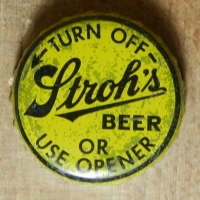 TURN OFF
Stroh's
BEER
OR
USE OPENER